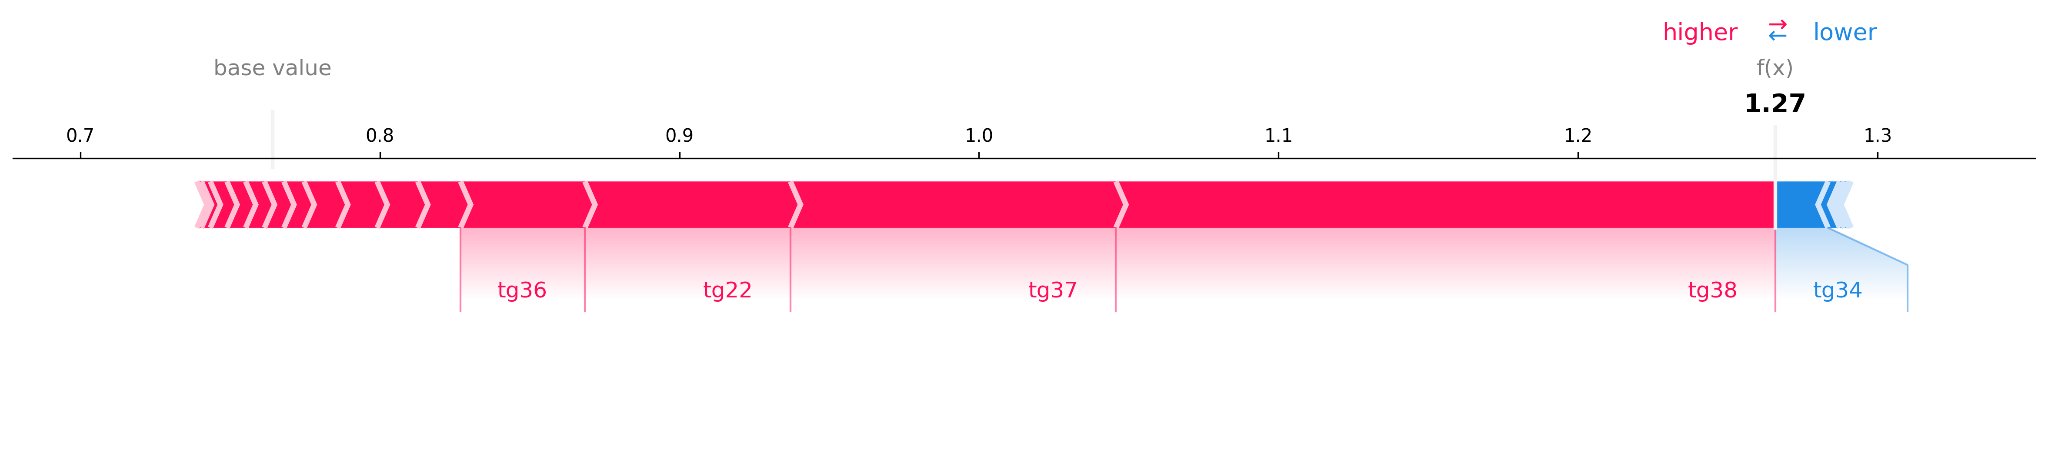 higher ⇄ lower
base value f(x)
1.27
0.7 0.8 0.9 1.0 1.1 1.2 1.3
tg36 tg22 tg37 tg38 tg34